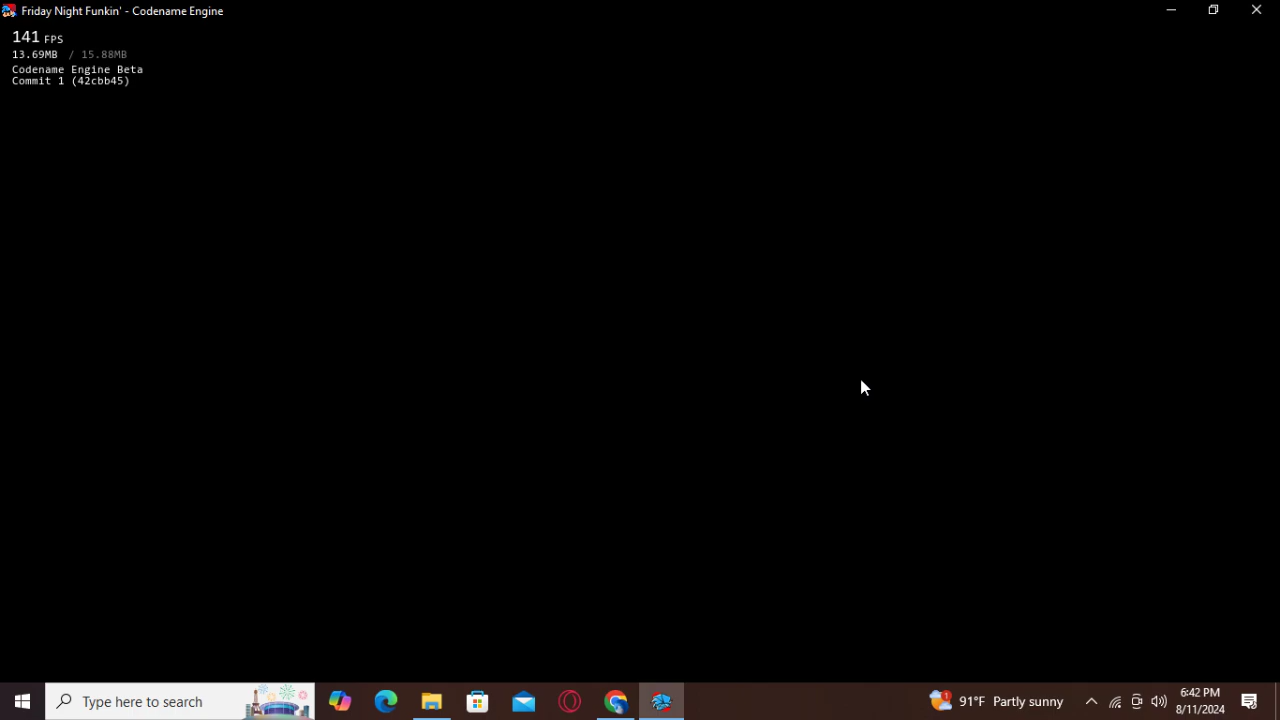 Friday Night Funkin' - Codename Engine
141 FPS
13.69MB / 15.88MB
Codename Engine Beta
Commit 1 (42cbb45)
Type here to search
1
91°F Partly sunny
6:42 PM
8/11/2024